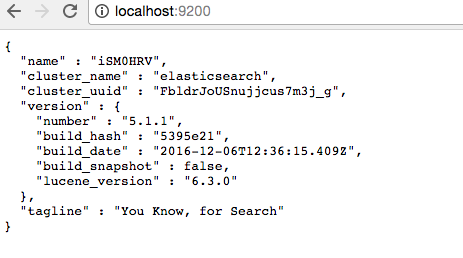 localhost:9200
{
  "name" : "iSM0HRV",
  "cluster_name" : "elasticsearch",
  "cluster_uuid" : "FbldrJoUSnujjcus7m3j_g",
  "version" : {
    "number" : "5.1.1",
    "build_hash" : "5395e21",
    "build_date" : "2016-12-06T12:36:15.409Z",
    "build_snapshot" : false,
    "lucene_version" : "6.3.0"
  },
  "tagline" : "You Know, for Search"
}